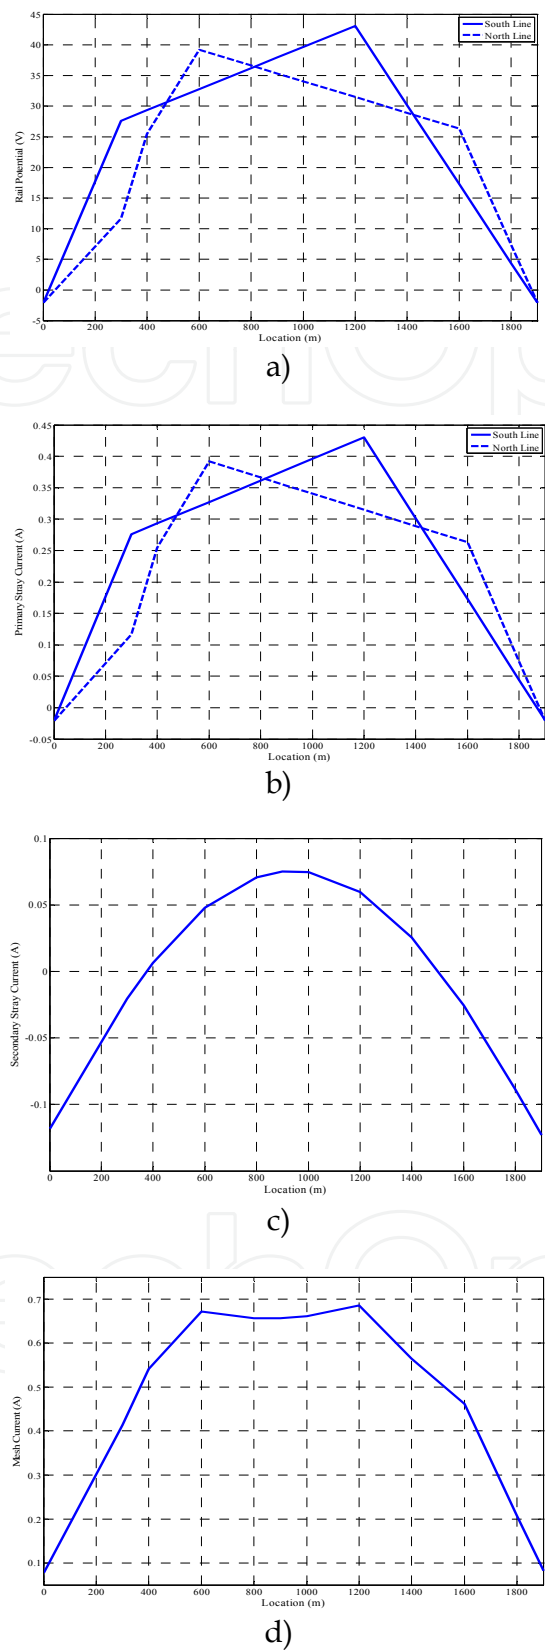 45
40
35
30
25
20
15
10
5
0
-5
Rail Potential (V)
South Line
North Line
0 200 400 600 800 1000 1200 1400 1600 1800
Location (m)
a)
0.45
0.4
0.35
0.3
0.25
0.2
0.15
0.1
0.05
0
-0.05
Primary Stray Current (A)
South Line
North Line
0 200 400 600 800 1000 1200 1400 1600 1800
Location (m)
b)
0.1
0.05
0
-0.05
-0.1
Secondary Stray Current (A)
0 200 400 600 800 1000 1200 1400 1600 1800
Location (m)
c)
0.7
0.6
0.5
0.4
0.3
0.2
0.1
Mesh Current (A)
0 200 400 600 800 1000 1200 1400 1600 1800
Location (m)
d)